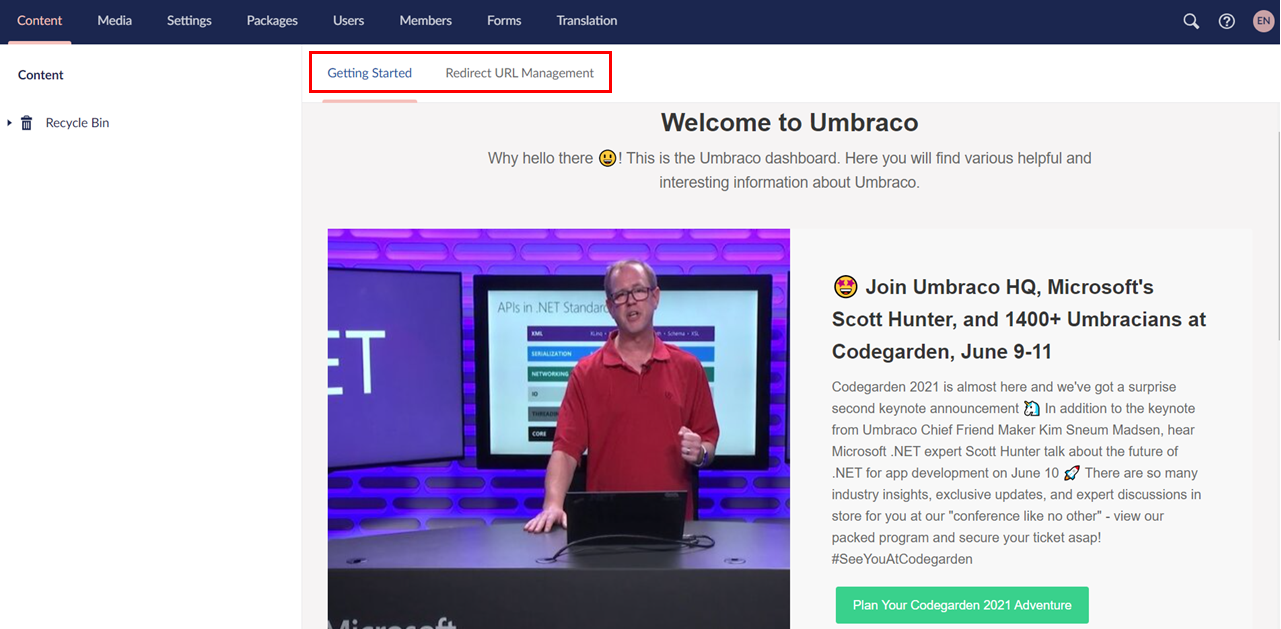 Content Media Settings Packages Users Members Forms Translation EN
Content
Recycle Bin
Getting Started Redirect URL Management
Welcome to Umbraco
Why hello there 😀! This is the Umbraco dashboard. Here you will find various helpful and
interesting information about Umbraco.
ET
APIs in .NET Standard
XML
SERIALIZATION
NETWORKING
IO
THREADING
CORE
Microsoft
🤩 Join Umbraco HQ, Microsoft's
Scott Hunter, and 1400+ Umbracians at
Codegarden, June 9-11
Codegarden 2021 is almost here and we've got a surprise
second keynote announcement 🦄 In addition to the keynote
from Umbraco Chief Friend Maker Kim Sneum Madsen, hear
Microsoft .NET expert Scott Hunter talk about the future of
.NET for app development on June 10 🚀 There are so many
industry insights, exclusive updates, and expert discussions in
store for you at our "conference like no other" - view our
packed program and secure your ticket asap!
#SeeYouAtCodegarden
Plan Your Codegarden 2021 Adventure